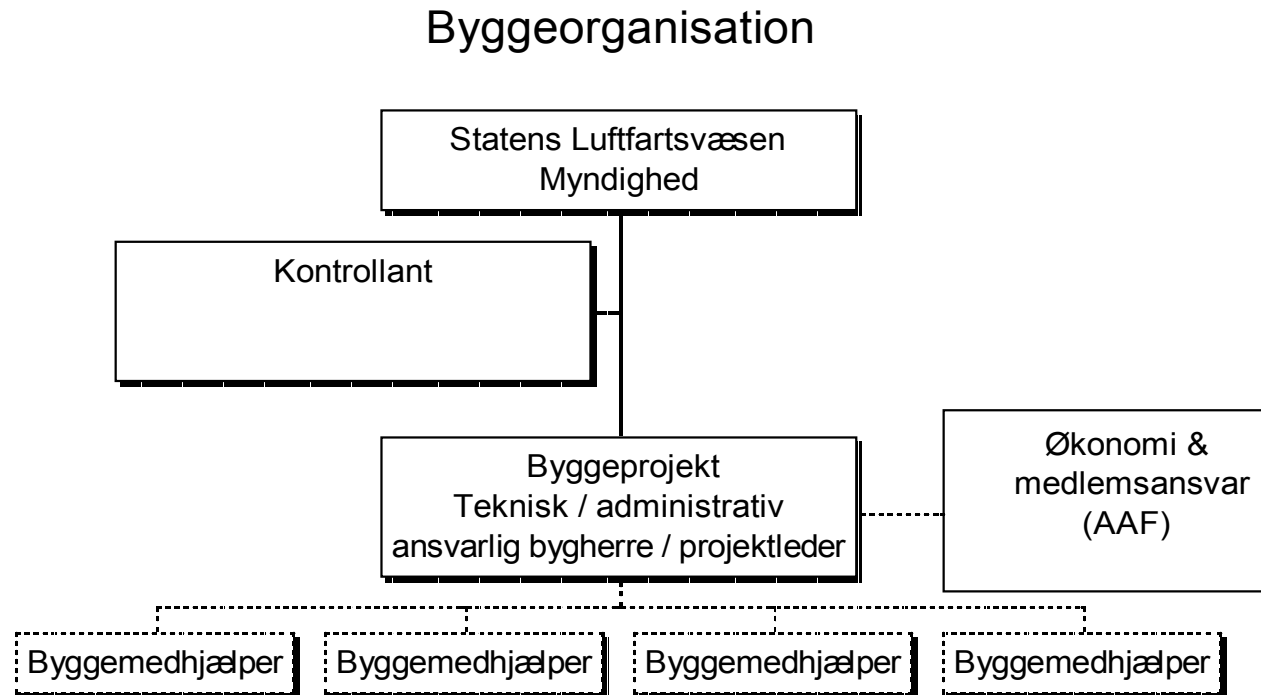 Byggeorganisation
Statens Luftfartsvæsen
Myndighed
Kontrollant
Byggeprojekt
Teknisk / administrativ
ansvarlig bygherre / projektleder
Økonomi &
medlemsansvar
(AAF)
Byggemedhjælper
Byggemedhjælper
Byggemedhjælper
Byggemedhjælper